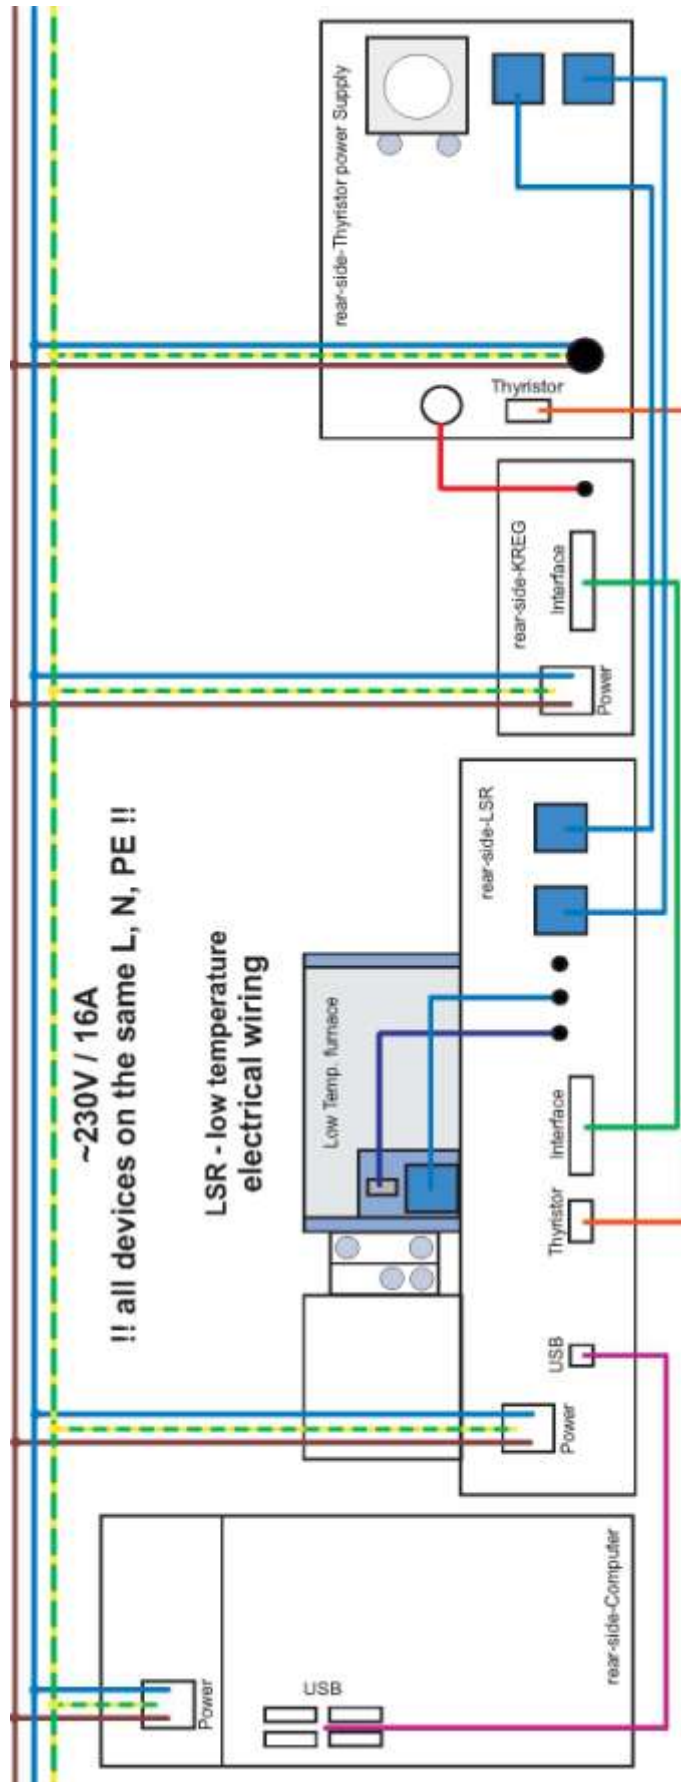 ~230V / 16A
!! all devices on the same L, N, PE !!
LSR - low temperature
electrical wiring
Power
USB
rear-side-Computer
Low Temp. furnace
rear-side-LSR
Power
USB
Thyristor
Interface
rear-side-KREG
Power
Interface
rear-side-Thyristor power Supply
Thyristor